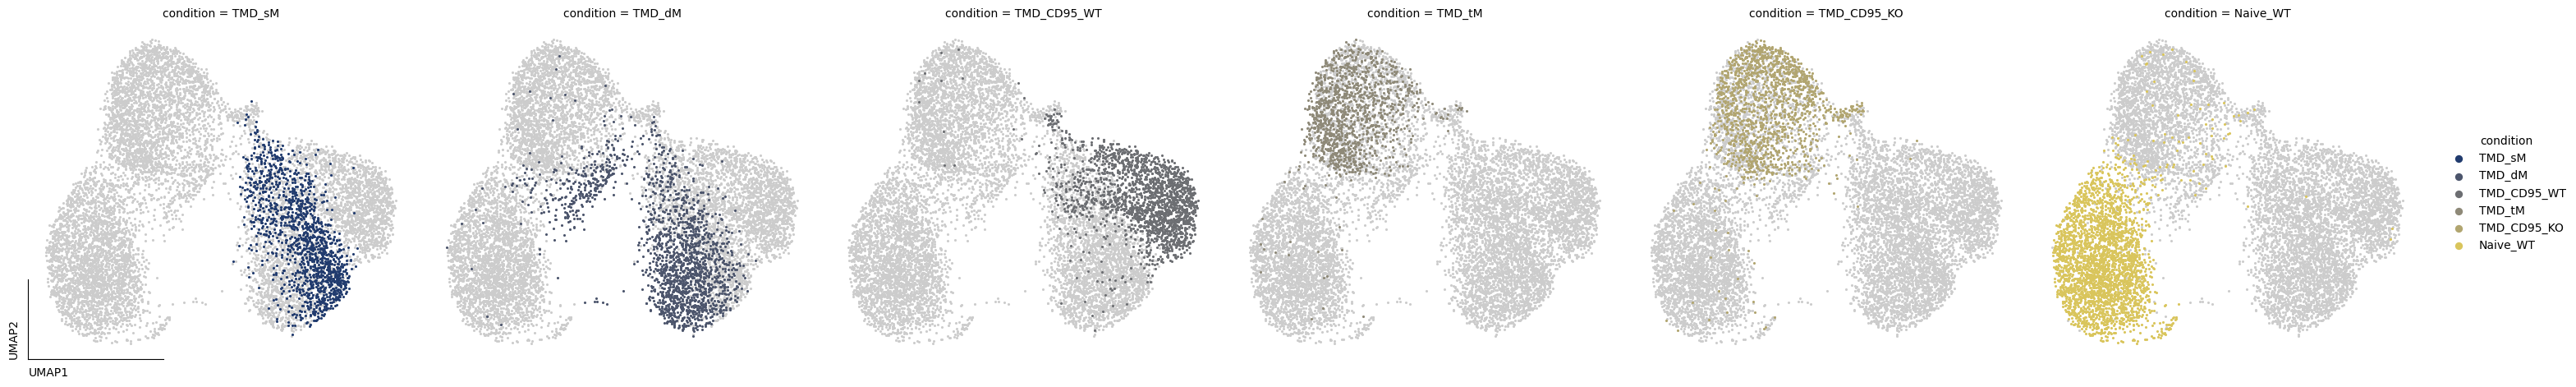 condition = TMD_sM
condition = TMD_dM
condition = TMD_CD95_WT
condition = TMD_tM
condition = TMD_CD95_KO
condition = Naive_WT
condition
TMD_sM
TMD_dM
TMD_CD95_WT
TMD_tM
TMD_CD95_KO
Naive_WT
UMAP2
UMAP1